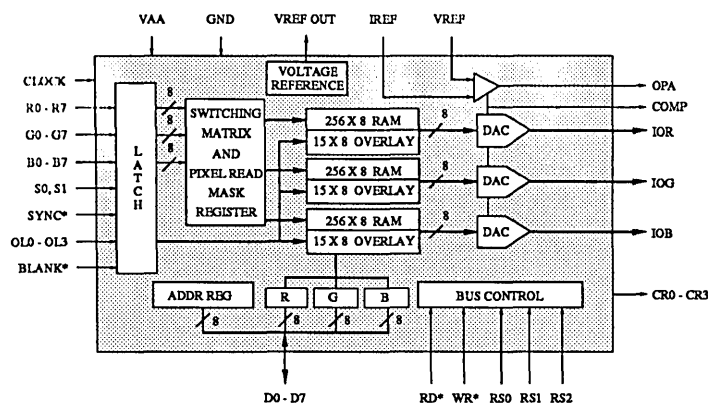 VAA GND VREF OUT IREF VREF
CLOCK
VOLTAGE
REFERENCE
OPA
COMP
R0 - R7
G0 - G7
B0 - B7
S0, S1
SYNC*
OL0 - OL3
BLANK*
LATCH
8
8
8
SWITCHING
MATRIX
AND
PIXEL READ
MASK
REGISTER
256 X 8 RAM
15 X 8 OVERLAY
8
DAC
IOR
256 X 8 RAM
15 X 8 OVERLAY
8
DAC
IOG
256 X 8 RAM
15 X 8 OVERLAY
8
DAC
IOB
ADDR REG
R
G
B
BUS CONTROL
CR0 - CR3
8
8
8
8
D0 - D7
RD* WR* RS0 RS1 RS2